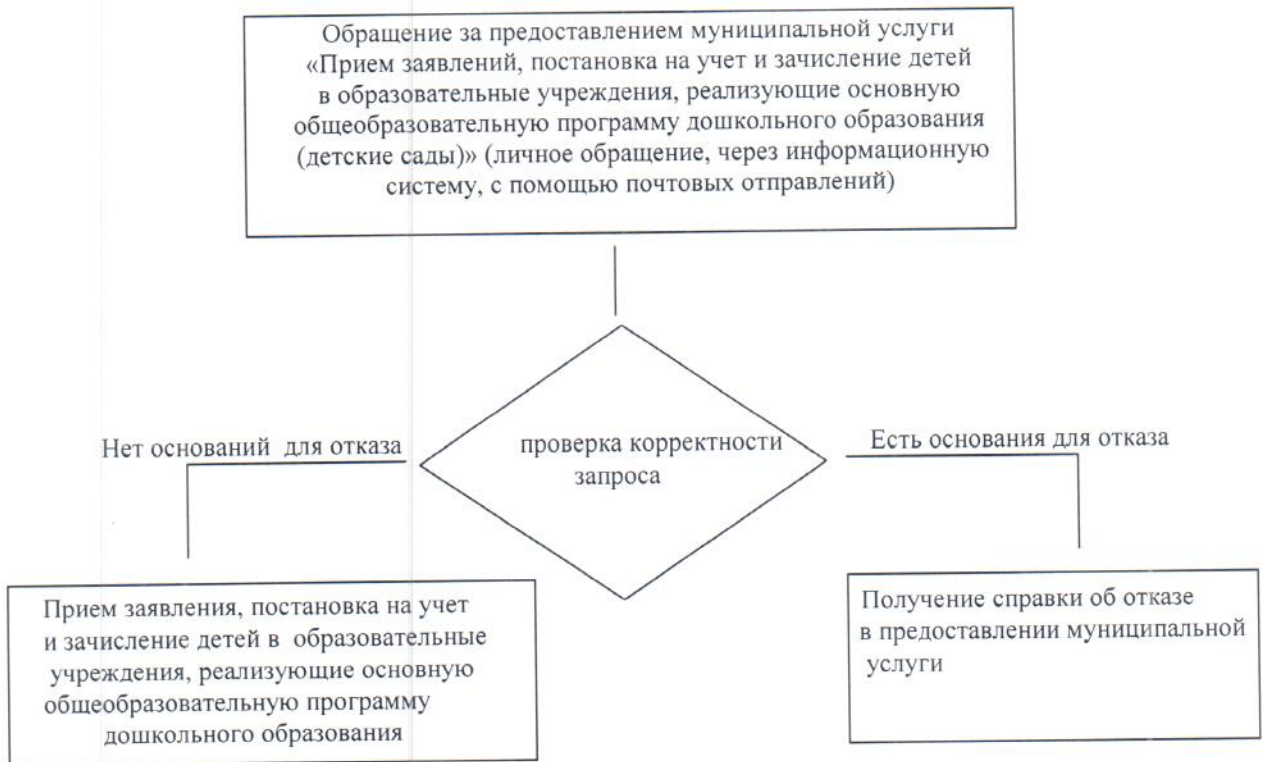 Обращение за предоставлением муниципальной услуги
«Прием заявлений, постановка на учет и зачисление детей
в образовательные учреждения, реализующие основную
общеобразовательную программу дошкольного образования
(детские сады)» (личное обращение, через информационную
систему, с помощью почтовых отправлений)
Нет оснований для отказа
проверка корректности
запроса
Есть основания для отказа
Прием заявления, постановка на учет
и зачисление детей в образовательные
учреждения, реализующие основную
общеобразовательную программу
дошкольного образования
Получение справки об отказе
в предоставлении муниципальной
услуги